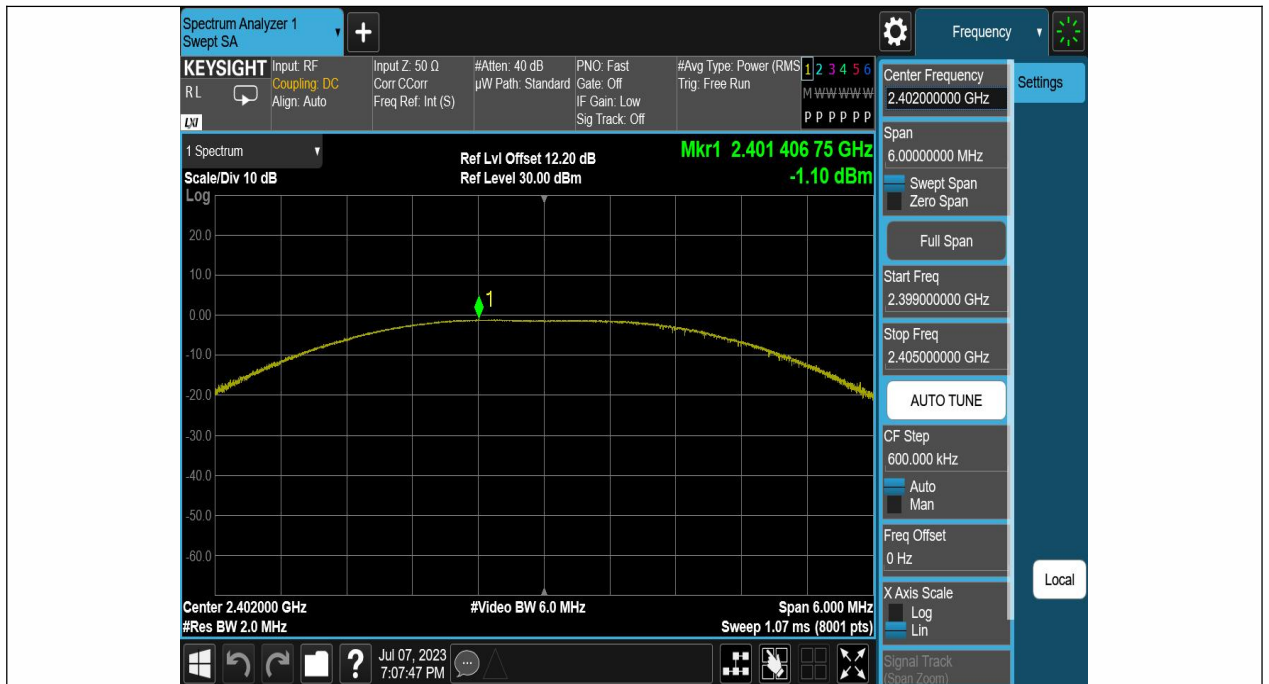 Spectrum Analyzer 1
Swept SA
+
Frequency
KEYSIGHT
R L
LXI
Input: RF
Coupling: DC
Align: Auto
Input Z: 50 Ω
Corr CCorr
Freq Ref: Int (S)
#Atten: 40 dB
µW Path: Standard
PNO: Fast
Gate: Off
IF Gain: Low
Sig Track: Off
#Avg Type: Power (RMS
Trig: Free Run
1 2 3 4 5 6
M W W W W W
P P P P P P
1 Spectrum
Scale/Div 10 dB
Ref Lvl Offset 12.20 dB
Ref Level 30.00 dBm
Mkr1 2.401 406 75 GHz
-1.10 dBm
Log
20.0
10.0
0.00
-10.0
-20.0
-30.0
-40.0
-50.0
-60.0
1
Center 2.402000 GHz
#Res BW 2.0 MHz
#Video BW 6.0 MHz
Span 6.000 MHz
Sweep 1.07 ms (8001 pts)
Center Frequency
2.402000000 GHz
Settings
Span
6.00000000 MHz
Swept Span
Zero Span
Full Span
Start Freq
2.399000000 GHz
Stop Freq
2.405000000 GHz
AUTO TUNE
CF Step
600.000 kHz
Auto
Man
Freq Offset
0 Hz
X Axis Scale
Log
Lin
Signal Track
(Span Zoom)
Local
?
Jul 07, 2023
7:07:47 PM